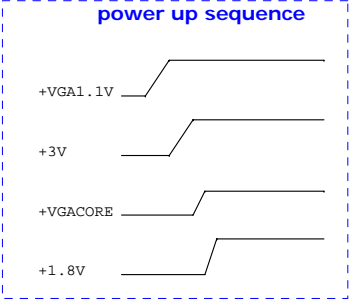 power up sequence
+VGA1.1V
+3V
+VGACORE
+1.8V